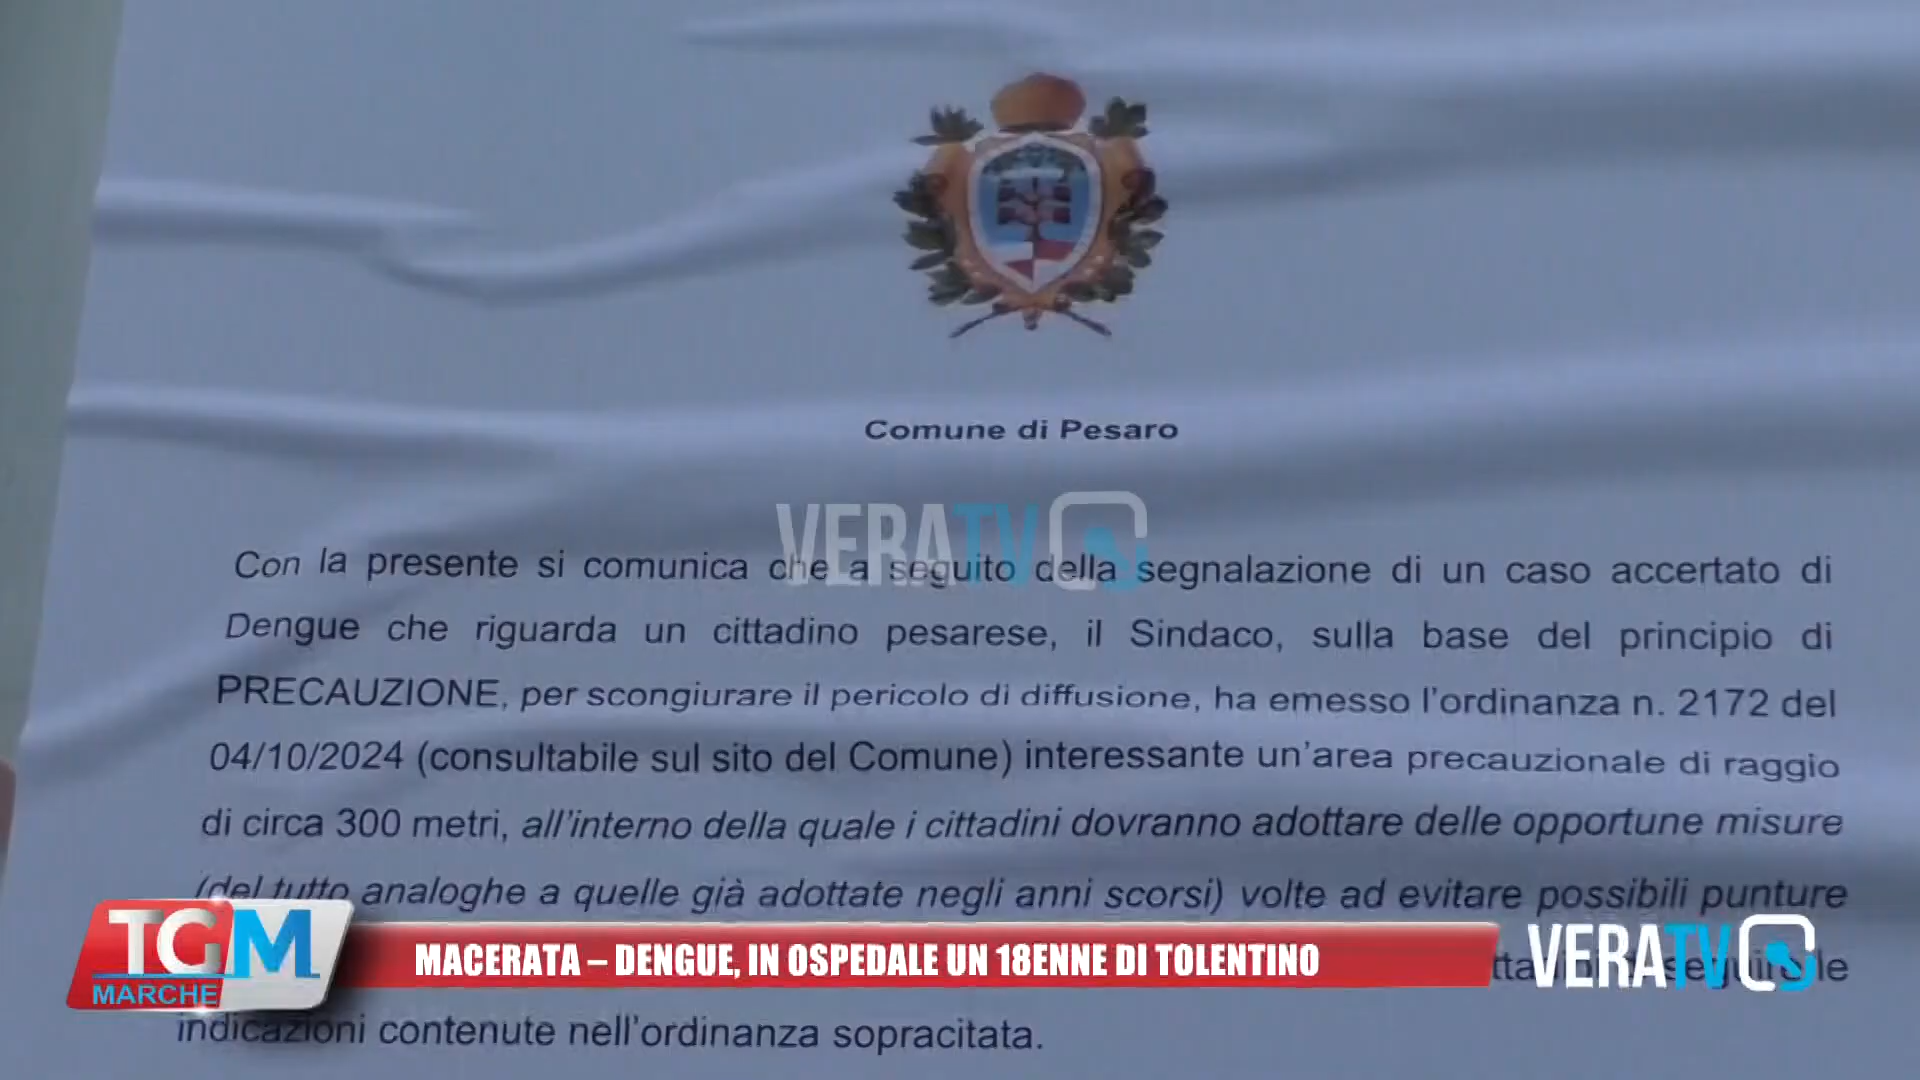 Comune di Pesaro
VERATV
Con la presente si comunica che a seguito della segnalazione di un caso accertato di
Dengue che riguarda un cittadino pesarese, il Sindaco, sulla base del principio di
PRECAUZIONE, per scongiurare il pericolo di diffusione, ha emesso l'ordinanza n. 2172 del
04/10/2024 (consultabile sul sito del Comune) interessante un'area precauzionale di raggio
di circa 300 metri, all'interno della quale i cittadini dovranno adottare delle opportune misure
(del tutto analoghe a quelle già adottate negli anni scorsi) volte ad evitare possibili punture
le
indicazioni contenute nell'ordinanza sopracitata.
TGM
MARCHE
MACERATA – DENGUE, IN OSPEDALE UN 18ENNE DI TOLENTINO
VERATV